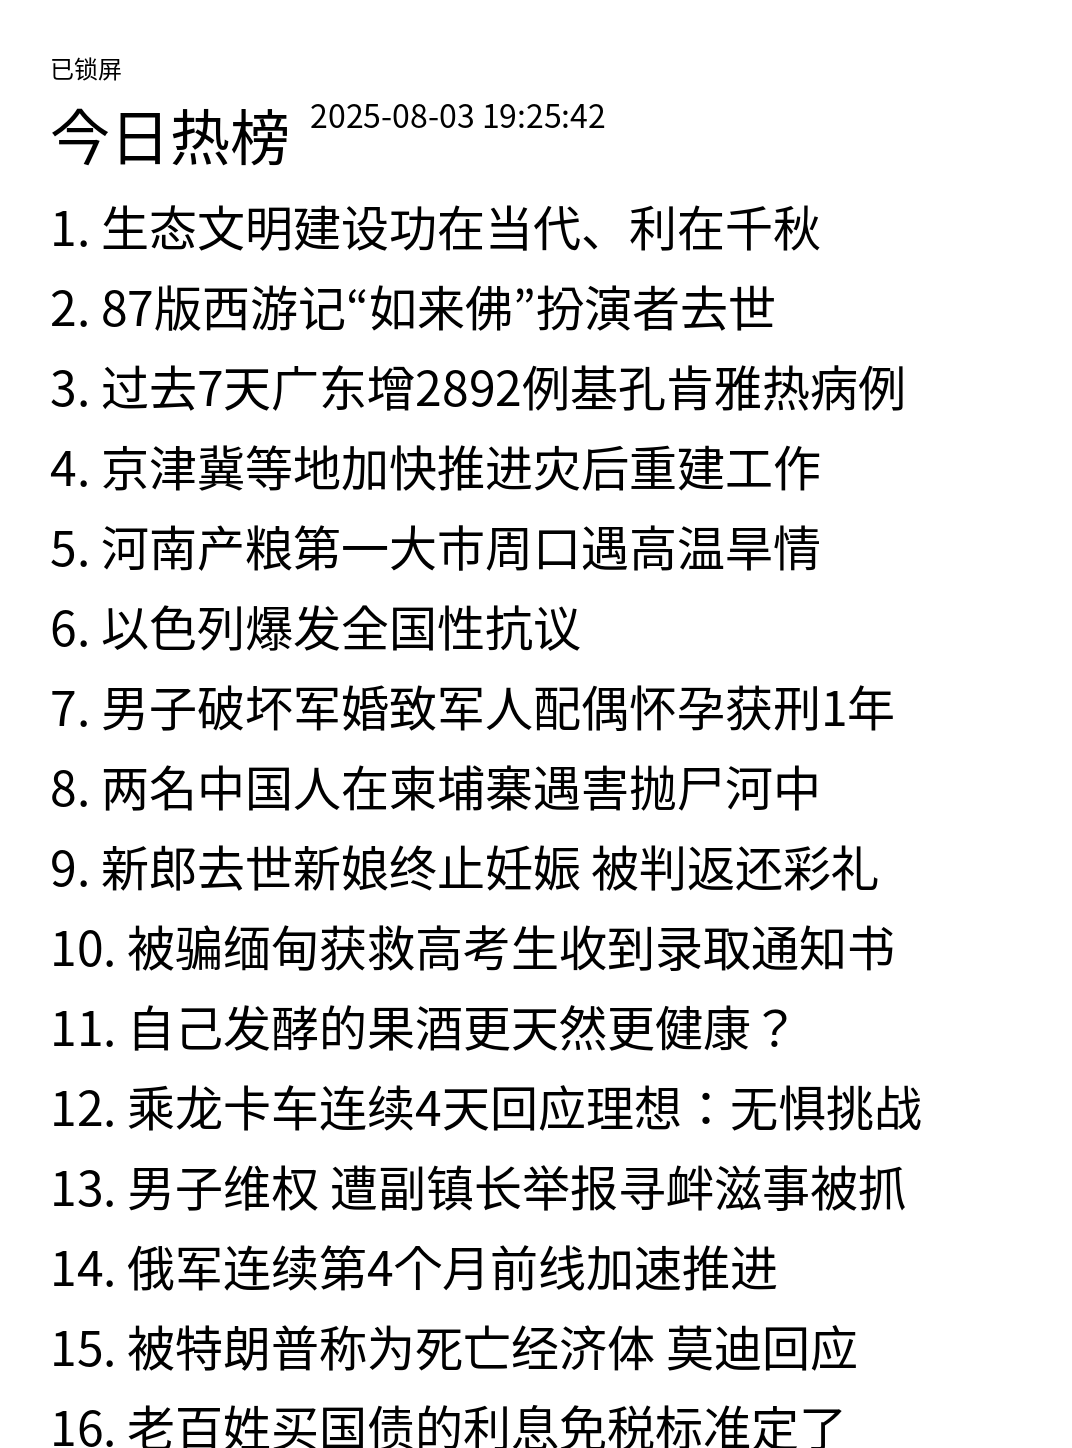 已锁屏
今日热榜 2025-08-03 19:25:42
1. 生态文明建设功在当代、利在千秋
2. 87版西游记“如来佛”扮演者去世
3. 过去7天广东增2892例基孔肯雅热病例
4. 京津冀等地加快推进灾后重建工作
5. 河南产粮第一大市周口遇高温旱情
6. 以色列爆发全国性抗议
7. 男子破坏军婚致军人配偶怀孕获刑1年
8. 两名中国人在柬埔寨遇害抛尸河中
9. 新郎去世新娘终止妊娠 被判返还彩礼
10. 被骗缅甸获救高考生收到录取通知书
11. 自己发酵的果酒更天然更健康？
12. 乘龙卡车连续4天回应理想：无惧挑战
13. 男子维权 遭副镇长举报寻衅滋事被抓
14. 俄军连续第4个月前线加速推进
15. 被特朗普称为死亡经济体 莫迪回应
16. 老百姓买国债的利息免税标准定了